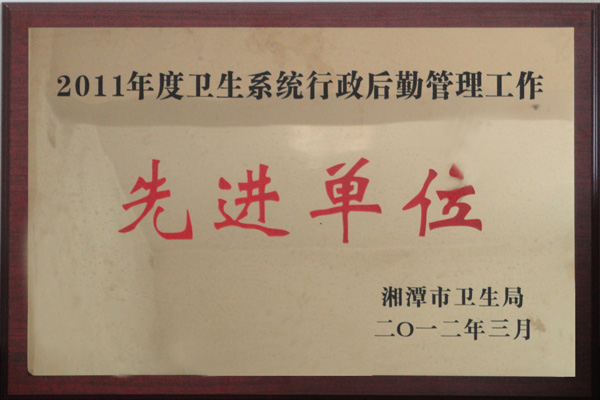 2011年度卫生系统行政后勤管理工作
先进单位
湘潭市卫生局
二〇一二年三月